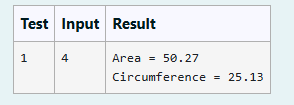 Test Input Result
1 4 Area = 50.27
Circumference = 25.13